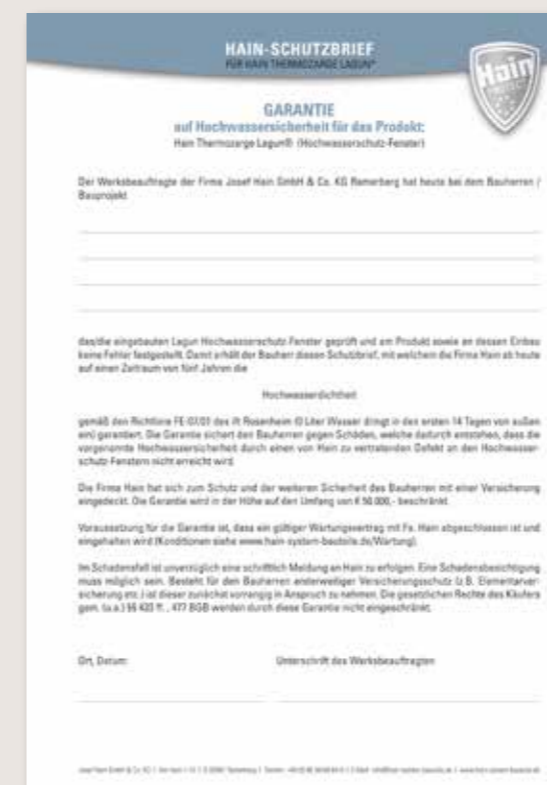 HAIN-SCHUTZBRIEF
FÜR HAIN THERMOZARGE LAGUN®
Hain
GARANTIE
auf Hochwassersicherheit für das Produkt:
Hain Thermozarge Lagun® (Hochwasserschutz-Fenster)
Der Werksbeauftragte der Firma Josef Hain GmbH & Co. KG Ramerberg hat heute bei dem Bauherren /
Bauprojekt
das/die eingebauten Lagun Hochwasserschutz-Fenster geprüft und am Produkt sowie an dessen Einbau
keine Fehler festgestellt. Damit erhält der Bauherr diesen Schutzbrief, mit welchem die Firma Hain ab heute
auf einen Zeitraum von fünf Jahren die
Hochwasserdichtheit
gemäß den Richtlinie FE-07/01 des ift Rosenheim (0 Liter Wasser dringt in den ersten 14 Tagen von außen
ein) garantiert. Die Garantie sichert den Bauherren gegen Schäden, welche dadurch entstehen, dass die
vorgenannte Hochwassersicherheit durch einen von Hain zu vertretenden Defekt an den Hochwasser-
schutz-Fenstern nicht erreicht wird.
Die Firma Hain hat sich zum Schutz und der weiteren Sicherheit des Bauherren mit einer Versicherung
eingedeckt. Die Garantie wird in der Höhe auf den Umfang von € 50.000,- beschränkt.
Voraussetzung für die Garantie ist, dass ein gültiger Wartungsvertrag mit Fa. Hain abgeschlossen ist und
eingehalten wird (Konditionen siehe www.hain-system-bauteile.de/Wartung).
Im Schadensfall ist unverzüglich eine schriftlich Meldung an Hain zu erfolgen. Eine Schadensbesichtigung
muss möglich sein. Besteht für den Bauherren anderweitiger Versicherungsschutz (z.B. Elementarver-
sicherung etc.) ist dieser zunächst vorrangig in Anspruch zu nehmen. Die gesetzlichen Rechte des Käufers
gem. (u.a.) §§ 433 ff., 477 BGB werden durch diese Garantie nicht eingeschränkt.
Ort, Datum:
Unterschrift des Werksbeauftragten